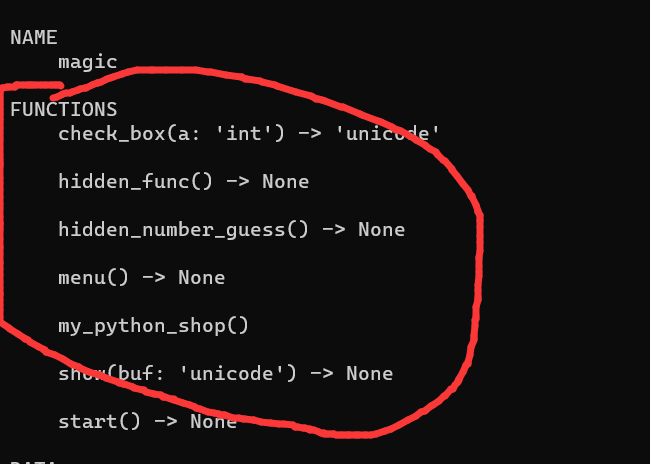 NAME
magic
FUNCTIONS
check_box(a: 'int') -> 'unicode'
hidden_func() -> None
hidden_number_guess() -> None
menu() -> None
my_python_shop()
show(buf: 'unicode') -> None
start() -> None
DATA